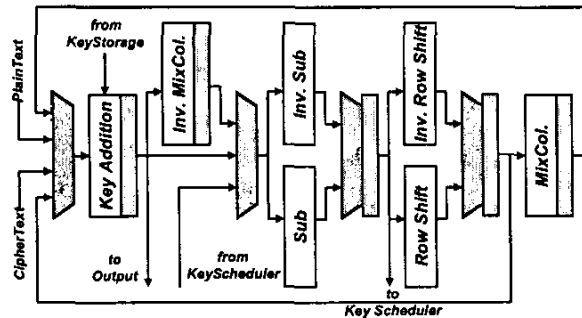 from
KeyStorage
PlainText
CipherText
Key Addition
Inv. MixCol.
Inv. Sub
Sub
Inv. Row Shift
Row Shift
MixCol.
to
Output
from
KeyScheduler
to
Key Scheduler